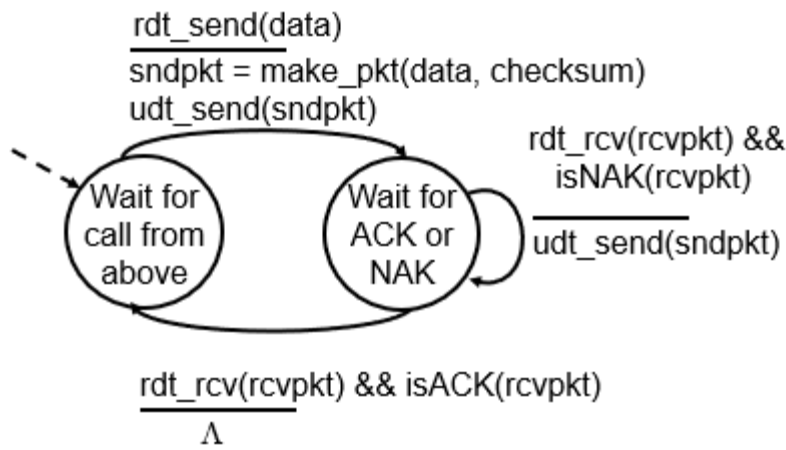 rdt_send(data)
sndpkt = make_pkt(data, checksum)
udt_send(sndpkt)
rdt_rcv(rcvpkt) &&
isNAK(rcvpkt)
udt_send(sndpkt)
Wait for
call from
above
Wait for
ACK or
NAK
rdt_rcv(rcvpkt) && isACK(rcvpkt)
Λ